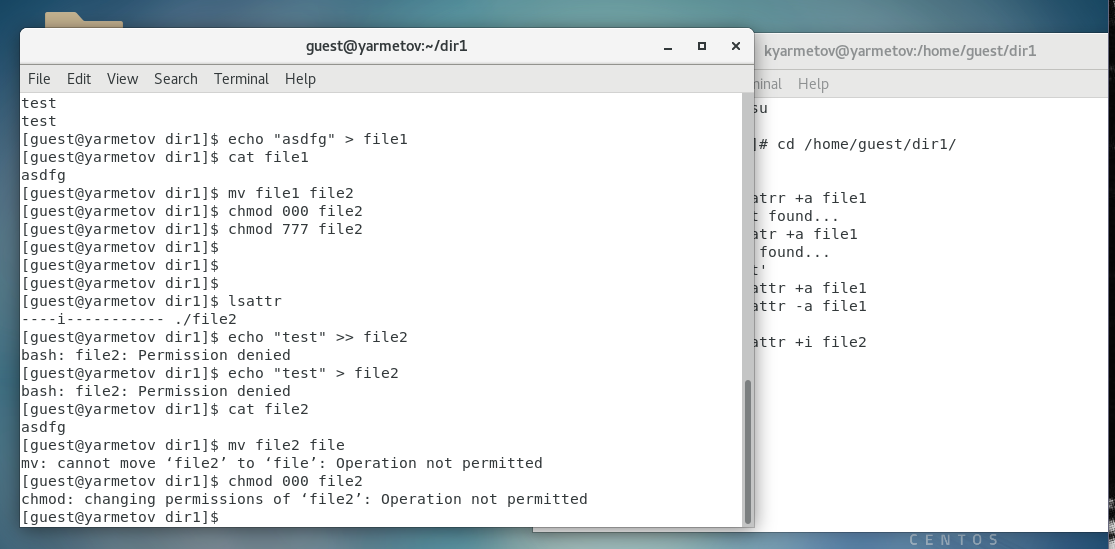 guest@yarmetov:~/dir1
File Edit View Search Terminal Help
test
test
[guest@yarmetov dir1]$ echo "asdfg" > file1
[guest@yarmetov dir1]$ cat file1
asdfg
[guest@yarmetov dir1]$ mv file1 file2
[guest@yarmetov dir1]$ chmod 000 file2
[guest@yarmetov dir1]$ chmod 777 file2
[guest@yarmetov dir1]$
[guest@yarmetov dir1]$
[guest@yarmetov dir1]$
[guest@yarmetov dir1]$ lsattr
----i----------- ./file2
[guest@yarmetov dir1]$ echo "test" >> file2
bash: file2: Permission denied
[guest@yarmetov dir1]$ echo "test" > file2
bash: file2: Permission denied
[guest@yarmetov dir1]$ cat file2
asdfg
[guest@yarmetov dir1]$ mv file2 file
mv: cannot move ‘file2’ to ‘file’: Operation not permitted
[guest@yarmetov dir1]$ chmod 000 file2
chmod: changing permissions of ‘file2’: Operation not permitted
[guest@yarmetov dir1]$
kyarmetov@yarmetov:/home/guest/dir1
minal Help
su
]# cd /home/guest/dir1/
atrr +a file1
t found...
atr +a file1
found...
t'
attr +a file1
attr -a file1
attr +i file2
CENTOS